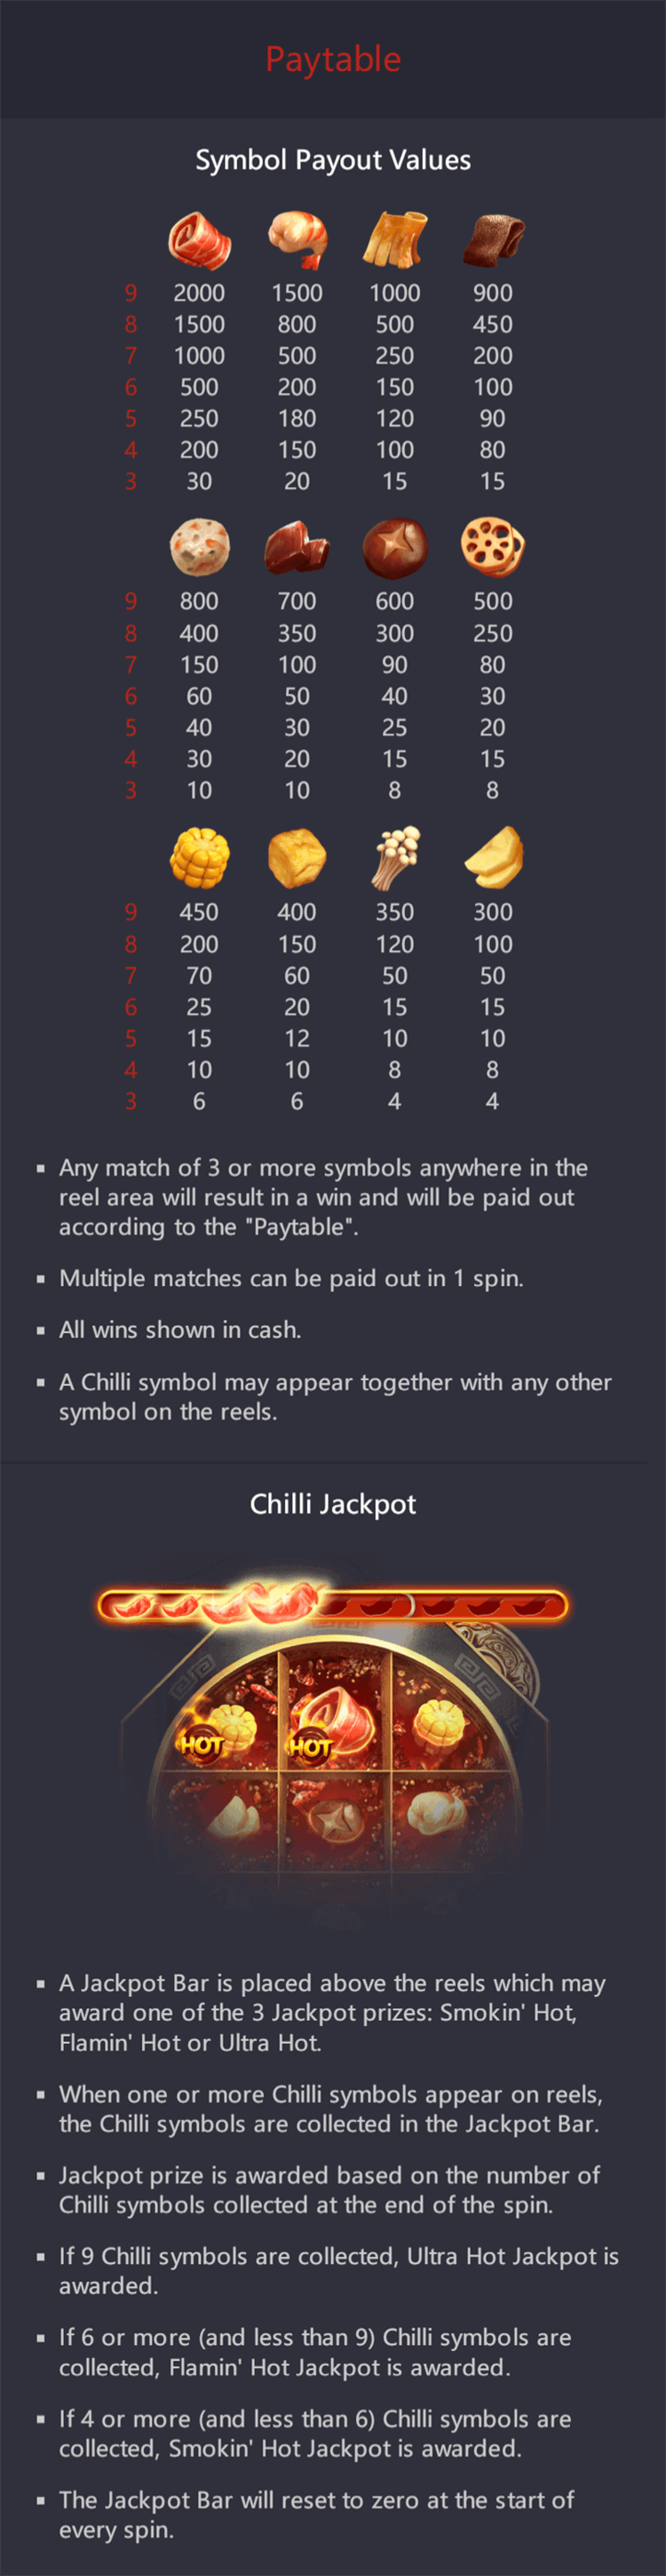 Paytable
Symbol Payout Values
9 2000 1500 1000 900
8 1500 800 500 450
7 1000 500 250 200
6 500 200 150 100
5 250 180 120 90
4 200 150 100 80
3 30 20 15 15
9 800 700 600 500
8 400 350 300 250
7 150 100 90 80
6 60 50 40 30
5 40 30 25 20
4 30 20 15 15
3 10 10 8 8
9 450 400 350 300
8 200 150 120 100
7 70 60 50 50
6 25 20 15 15
5 15 12 10 10
4 10 10 8 8
3 6 6 4 4
▪ Any match of 3 or more symbols anywhere in the
reel area will result in a win and will be paid out
according to the "Paytable".
▪ Multiple matches can be paid out in 1 spin.
▪ All wins shown in cash.
▪ A Chilli symbol may appear together with any other
symbol on the reels.
Chilli Jackpot
HOT HOT
▪ A Jackpot Bar is placed above the reels which may
award one of the 3 Jackpot prizes: Smokin' Hot,
Flamin' Hot or Ultra Hot.
▪ When one or more Chilli symbols appear on reels,
the Chilli symbols are collected in the Jackpot Bar.
▪ Jackpot prize is awarded based on the number of
Chilli symbols collected at the end of the spin.
▪ If 9 Chilli symbols are collected, Ultra Hot Jackpot is
awarded.
▪ If 6 or more (and less than 9) Chilli symbols are
collected, Flamin' Hot Jackpot is awarded.
▪ If 4 or more (and less than 6) Chilli symbols are
collected, Smokin' Hot Jackpot is awarded.
▪ The Jackpot Bar will reset to zero at the start of
every spin.